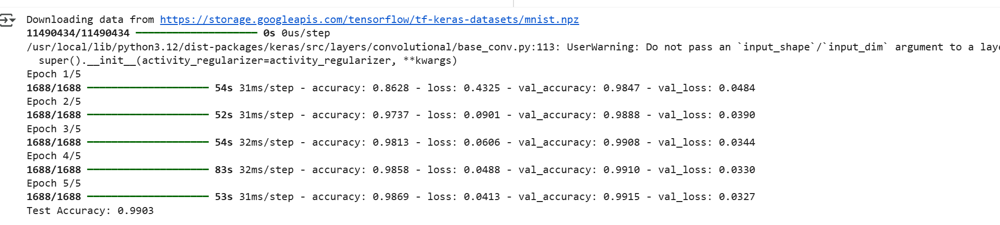 Downloading data from https://storage.googleapis.com/tensorflow/tf-keras-datasets/mnist.npz
11490434/11490434 ━━━━━━━━━━━━━━━━━━━━ 0s 0us/step
/usr/local/lib/python3.12/dist-packages/keras/src/layers/convolutional/base_conv.py:113: UserWarning: Do not pass an `input_shape`/`input_dim` argument to a
super().__init__(activity_regularizer=activity_regularizer, **kwargs)
Epoch 1/5
1688/1688 ━━━━━━━━━━━━━━━━━━━━ 54s 31ms/step - accuracy: 0.8628 - loss: 0.4325 - val_accuracy: 0.9847 - val_loss: 0.0484
Epoch 2/5
1688/1688 ━━━━━━━━━━━━━━━━━━━━ 52s 31ms/step - accuracy: 0.9737 - loss: 0.0901 - val_accuracy: 0.9888 - val_loss: 0.0390
Epoch 3/5
1688/1688 ━━━━━━━━━━━━━━━━━━━━ 54s 32ms/step - accuracy: 0.9813 - loss: 0.0606 - val_accuracy: 0.9908 - val_loss: 0.0344
Epoch 4/5
1688/1688 ━━━━━━━━━━━━━━━━━━━━ 83s 32ms/step - accuracy: 0.9858 - loss: 0.0488 - val_accuracy: 0.9910 - val_loss: 0.0330
Epoch 5/5
1688/1688 ━━━━━━━━━━━━━━━━━━━━ 53s 31ms/step - accuracy: 0.9869 - loss: 0.0413 - val_accuracy: 0.9915 - val_loss: 0.0327
Test Accuracy: 0.9903